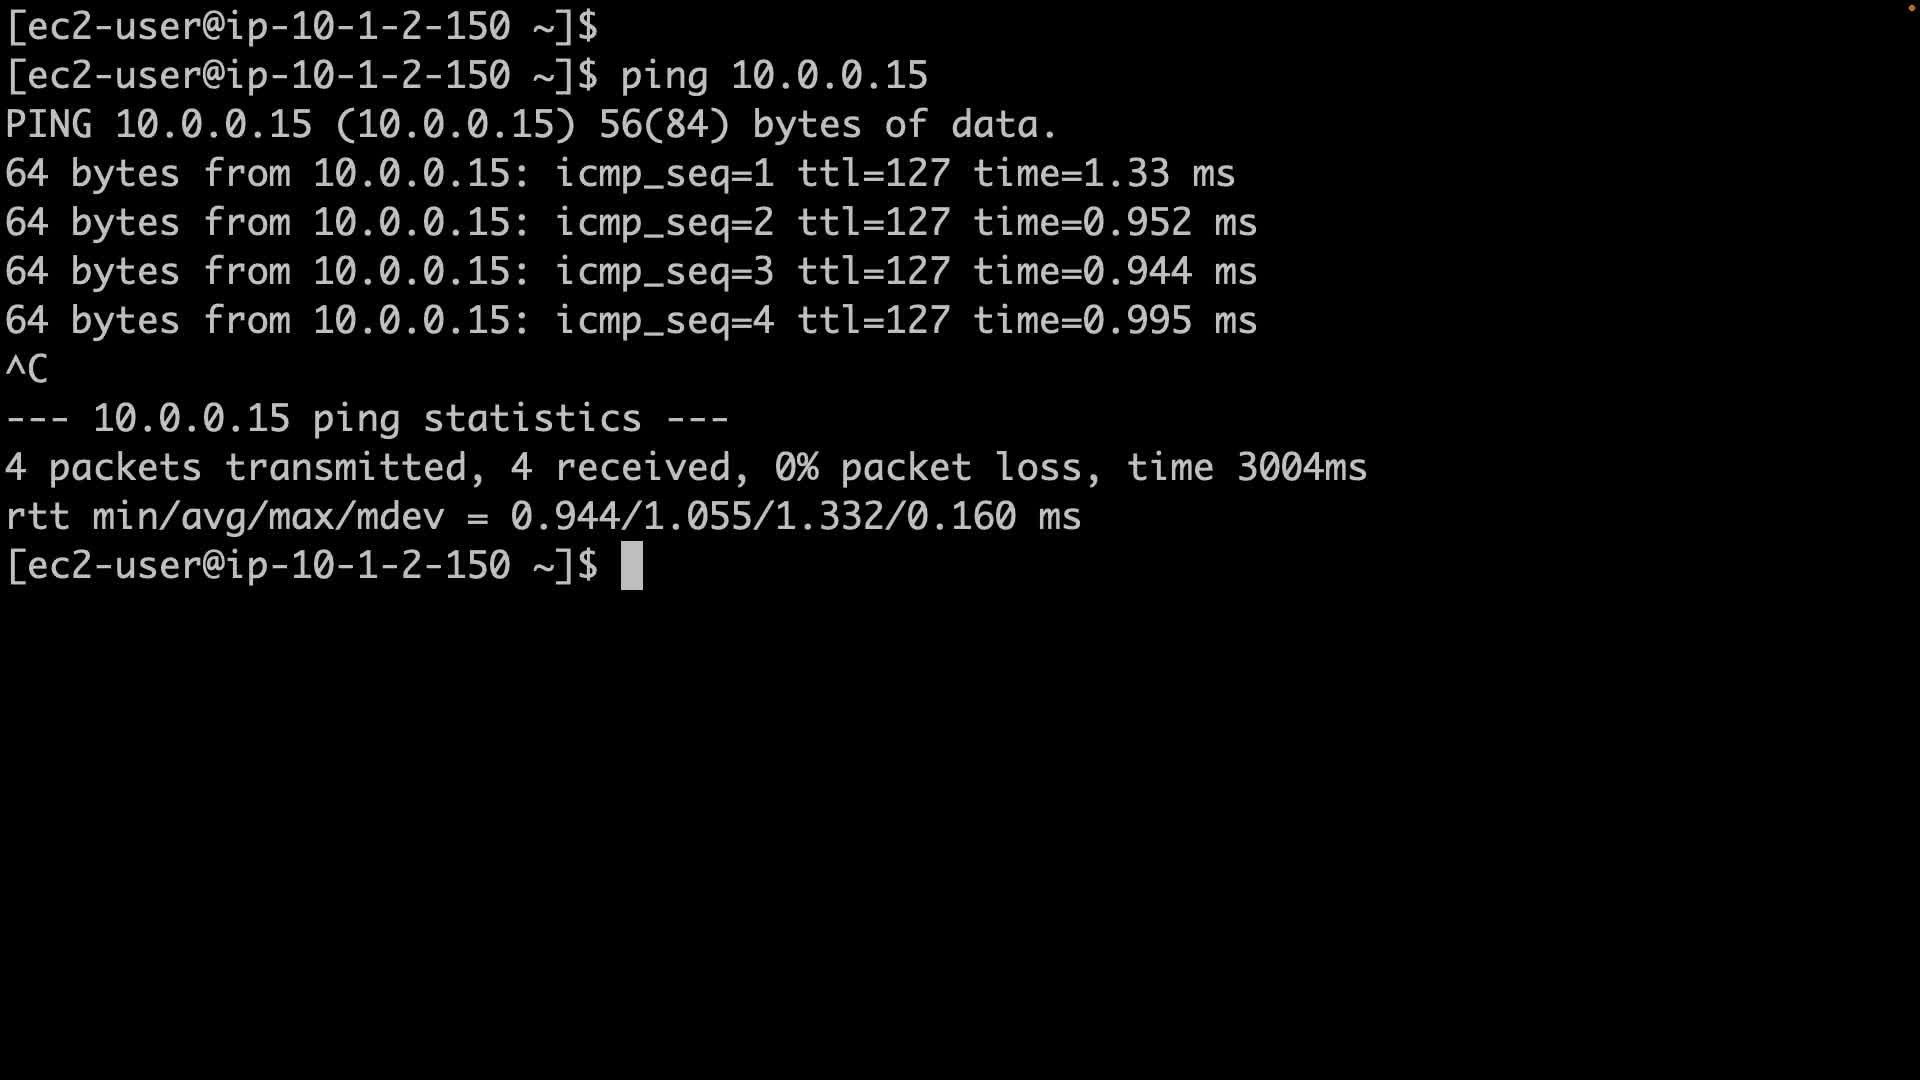 [ec2-user@ip-10-1-2-150 ~]$
[ec2-user@ip-10-1-2-150 ~]$ ping 10.0.0.15
PING 10.0.0.15 (10.0.0.15) 56(84) bytes of data.
64 bytes from 10.0.0.15: icmp_seq=1 ttl=127 time=1.33 ms
64 bytes from 10.0.0.15: icmp_seq=2 ttl=127 time=0.952 ms
64 bytes from 10.0.0.15: icmp_seq=3 ttl=127 time=0.944 ms
64 bytes from 10.0.0.15: icmp_seq=4 ttl=127 time=0.995 ms
^C
--- 10.0.0.15 ping statistics ---
4 packets transmitted, 4 received, 0% packet loss, time 3004ms
rtt min/avg/max/mdev = 0.944/1.055/1.332/0.160 ms
[ec2-user@ip-10-1-2-150 ~]$